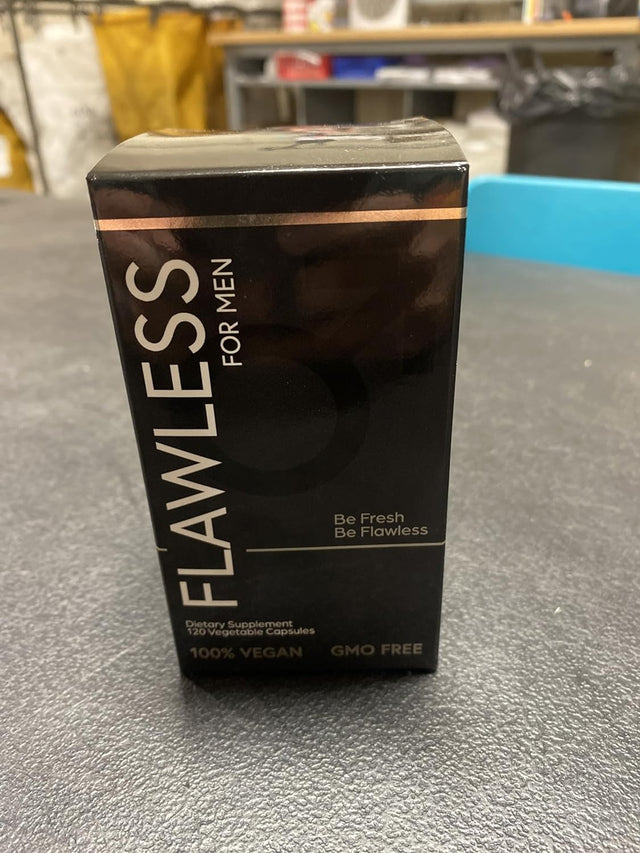 FLAWLESS
FOR MEN
Be Fresh
Be Flawless
Dietary Supplement
120 Vegetable Capsules
100% VEGAN GMO FREE